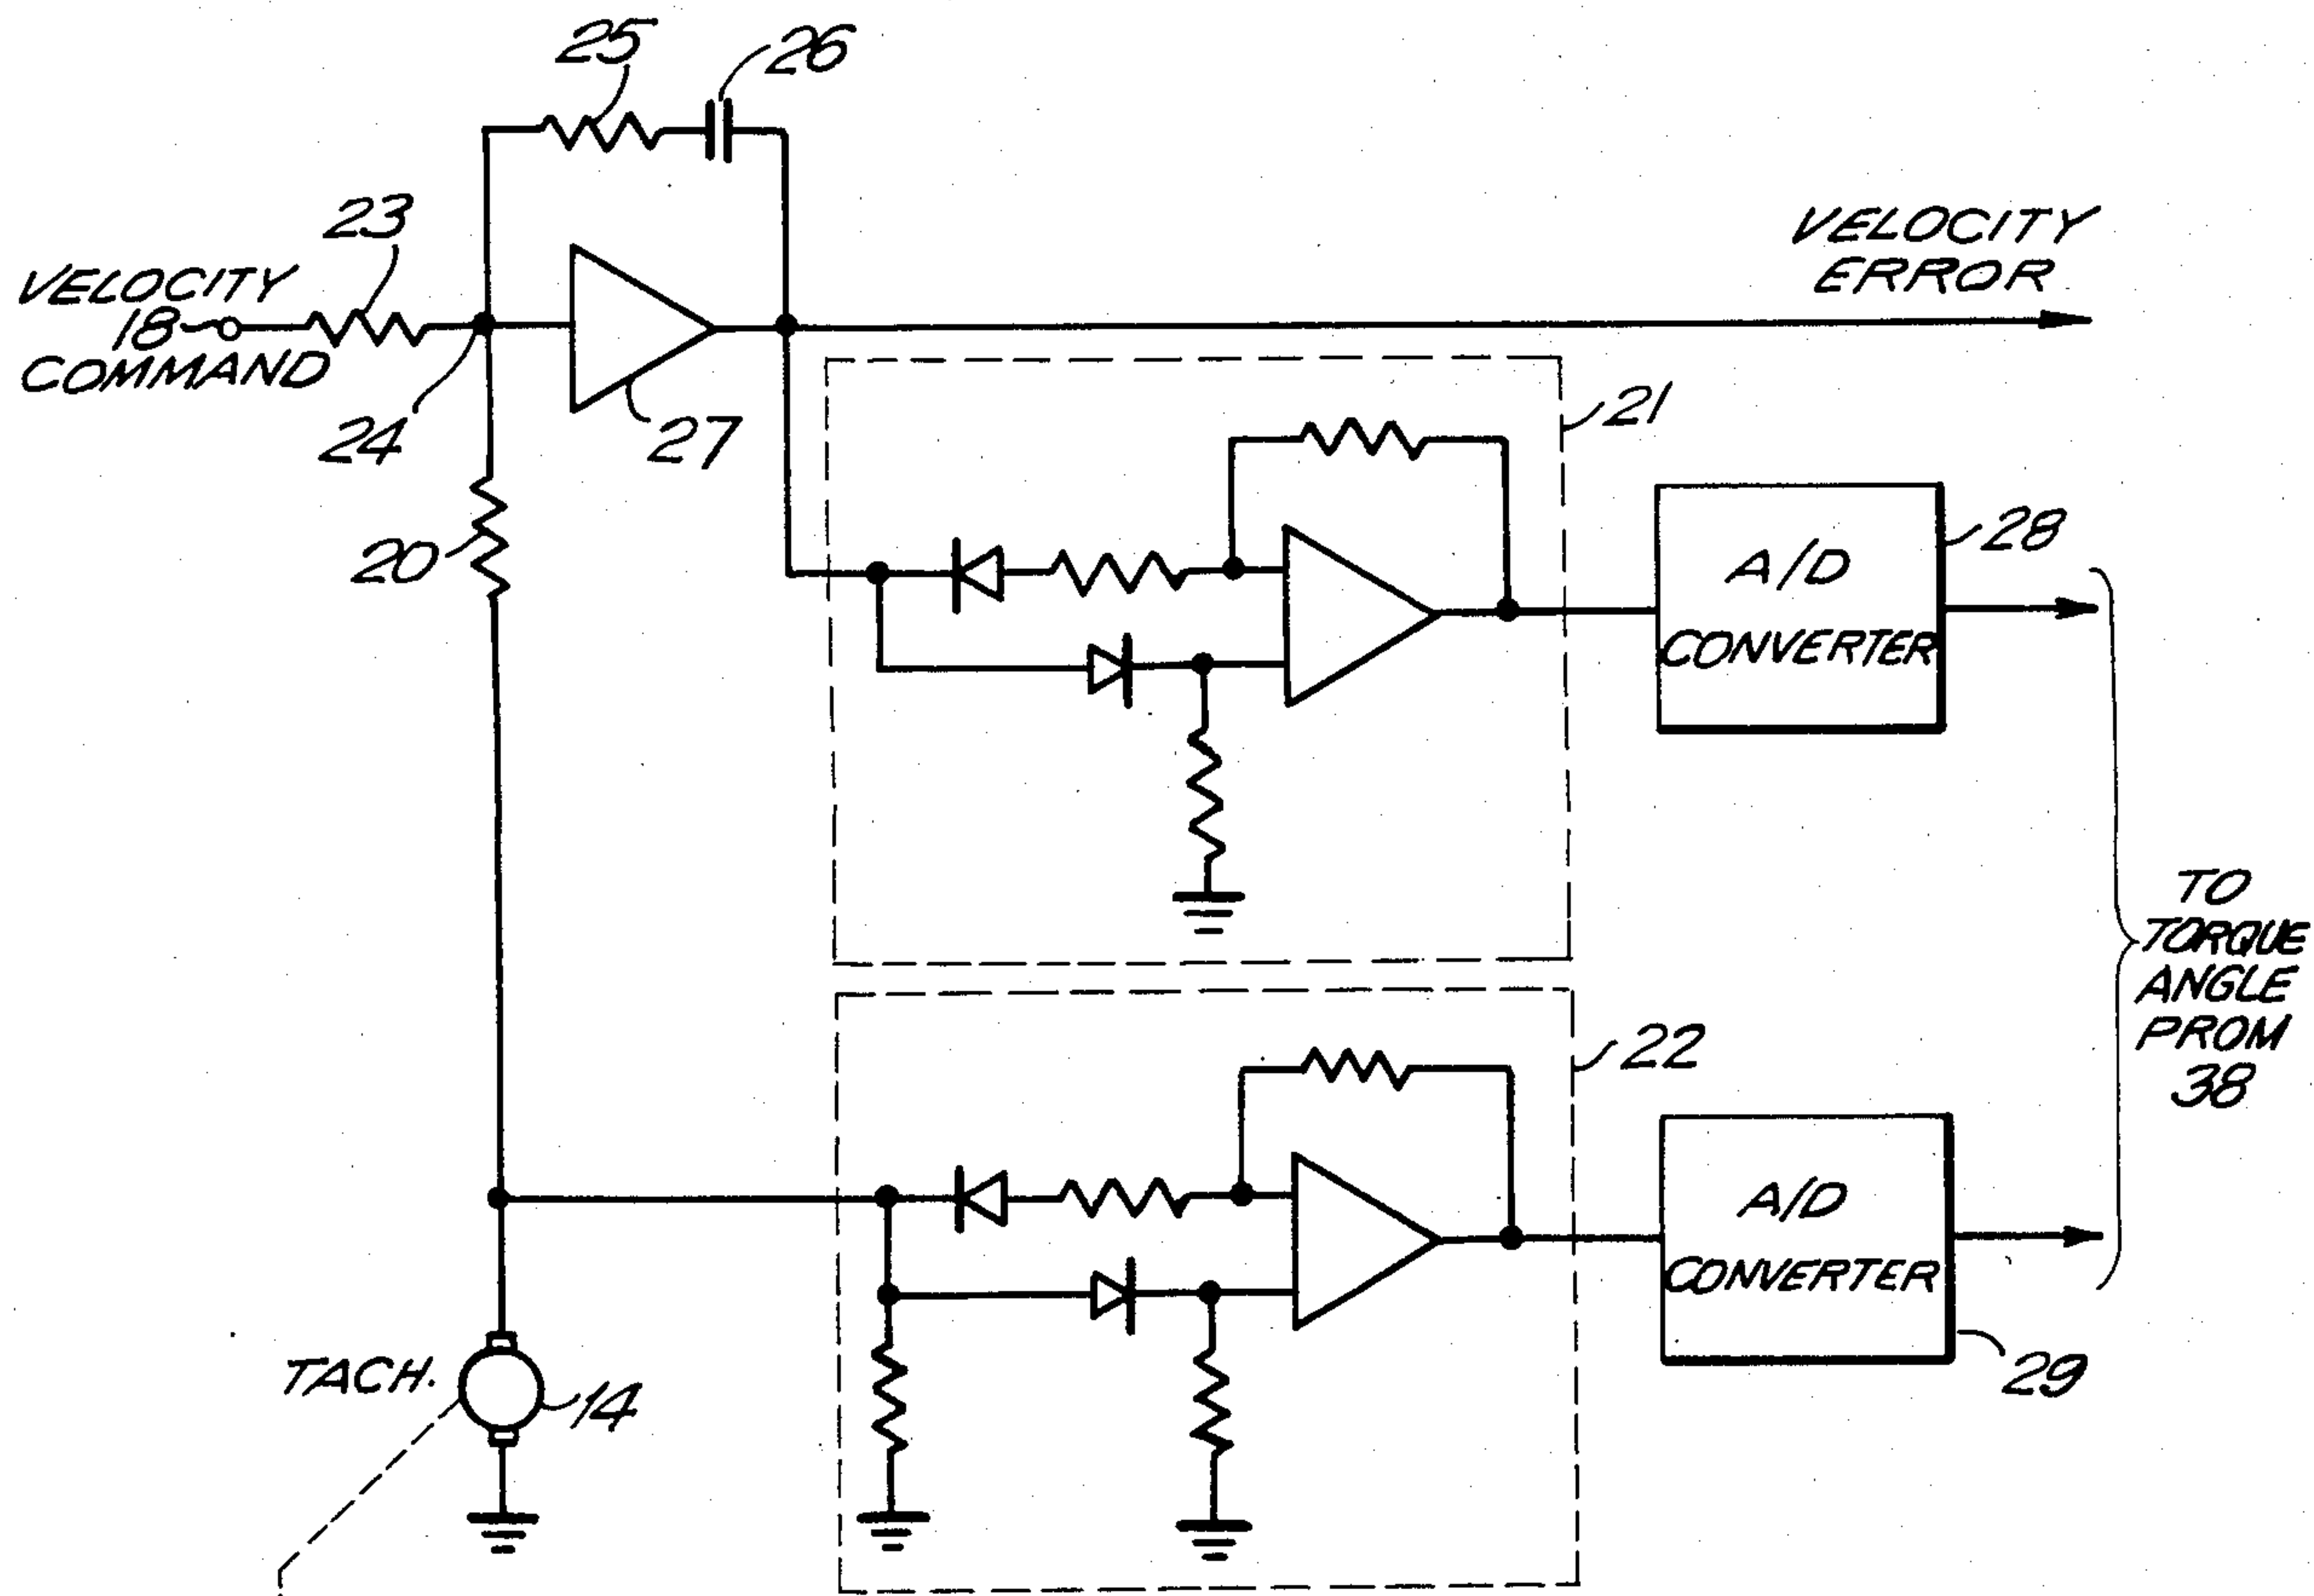 25
26
23
VELOCITY
18
COMMAND
24
27
20
VELOCITY
ERROR
21
A/D
CONVERTER
28
TO
TORQUE
ANGLE
PROM
38
22
A/D
CONVERTER
29
TACH.
14